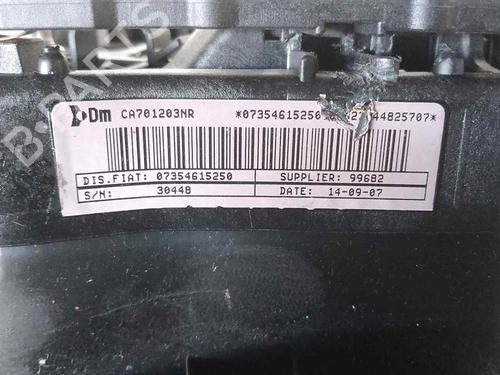 Dm CA701203NR *07354615250 44825707*
DIS.FIAT: 07354615250 SUPPLIER: 99682
S/N: 30448 DATE: 14-09-07
B-PARTS